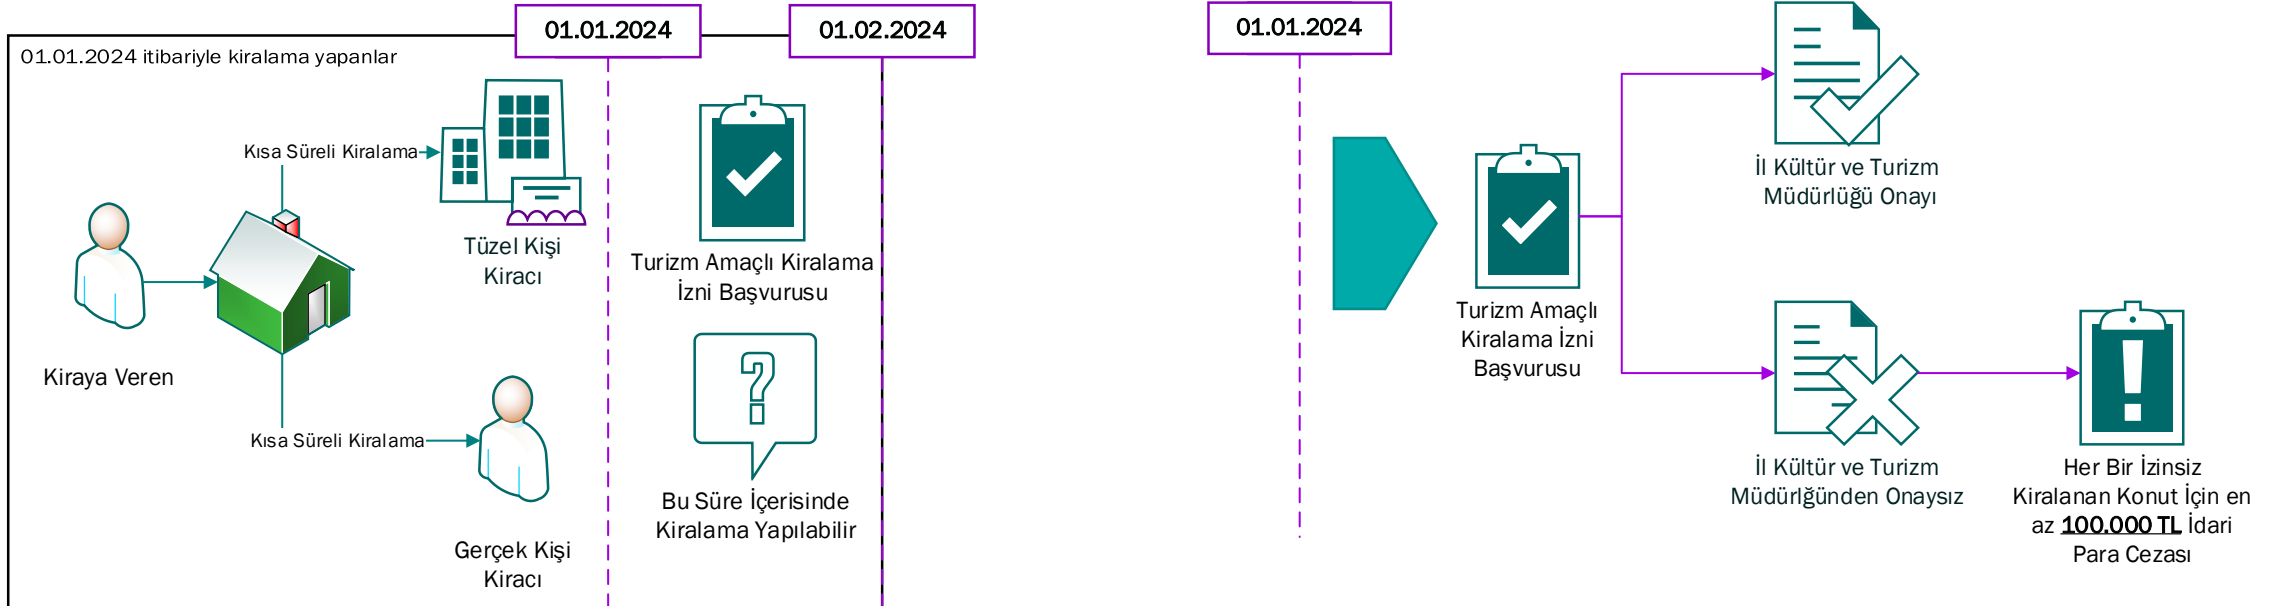 01.01.2024
01.02.2024
01.01.2024 itibariyle kiralama yapanlar
Kısa Süreli Kiralama
Tüzel Kişi
Kiracı
Kiraya Veren
Kısa Süreli Kiralama
Gerçek Kişi
Kiracı
Turizm Amaçlı Kiralama
İzni Başvurusu
Bu Süre İçerisinde
Kiralama Yapılabilir
01.01.2024
Turizm Amaçlı
Kiralama İzni
Başvurusu
İl Kültür ve Turizm
Müdürlüğü Onayı
İl Kültür ve Turizm
Müdürlğünden Onaysız
Her Bir İzinsiz
Kiralanan Konut İçin en
az 100.000 TL İdari
Para Cezası